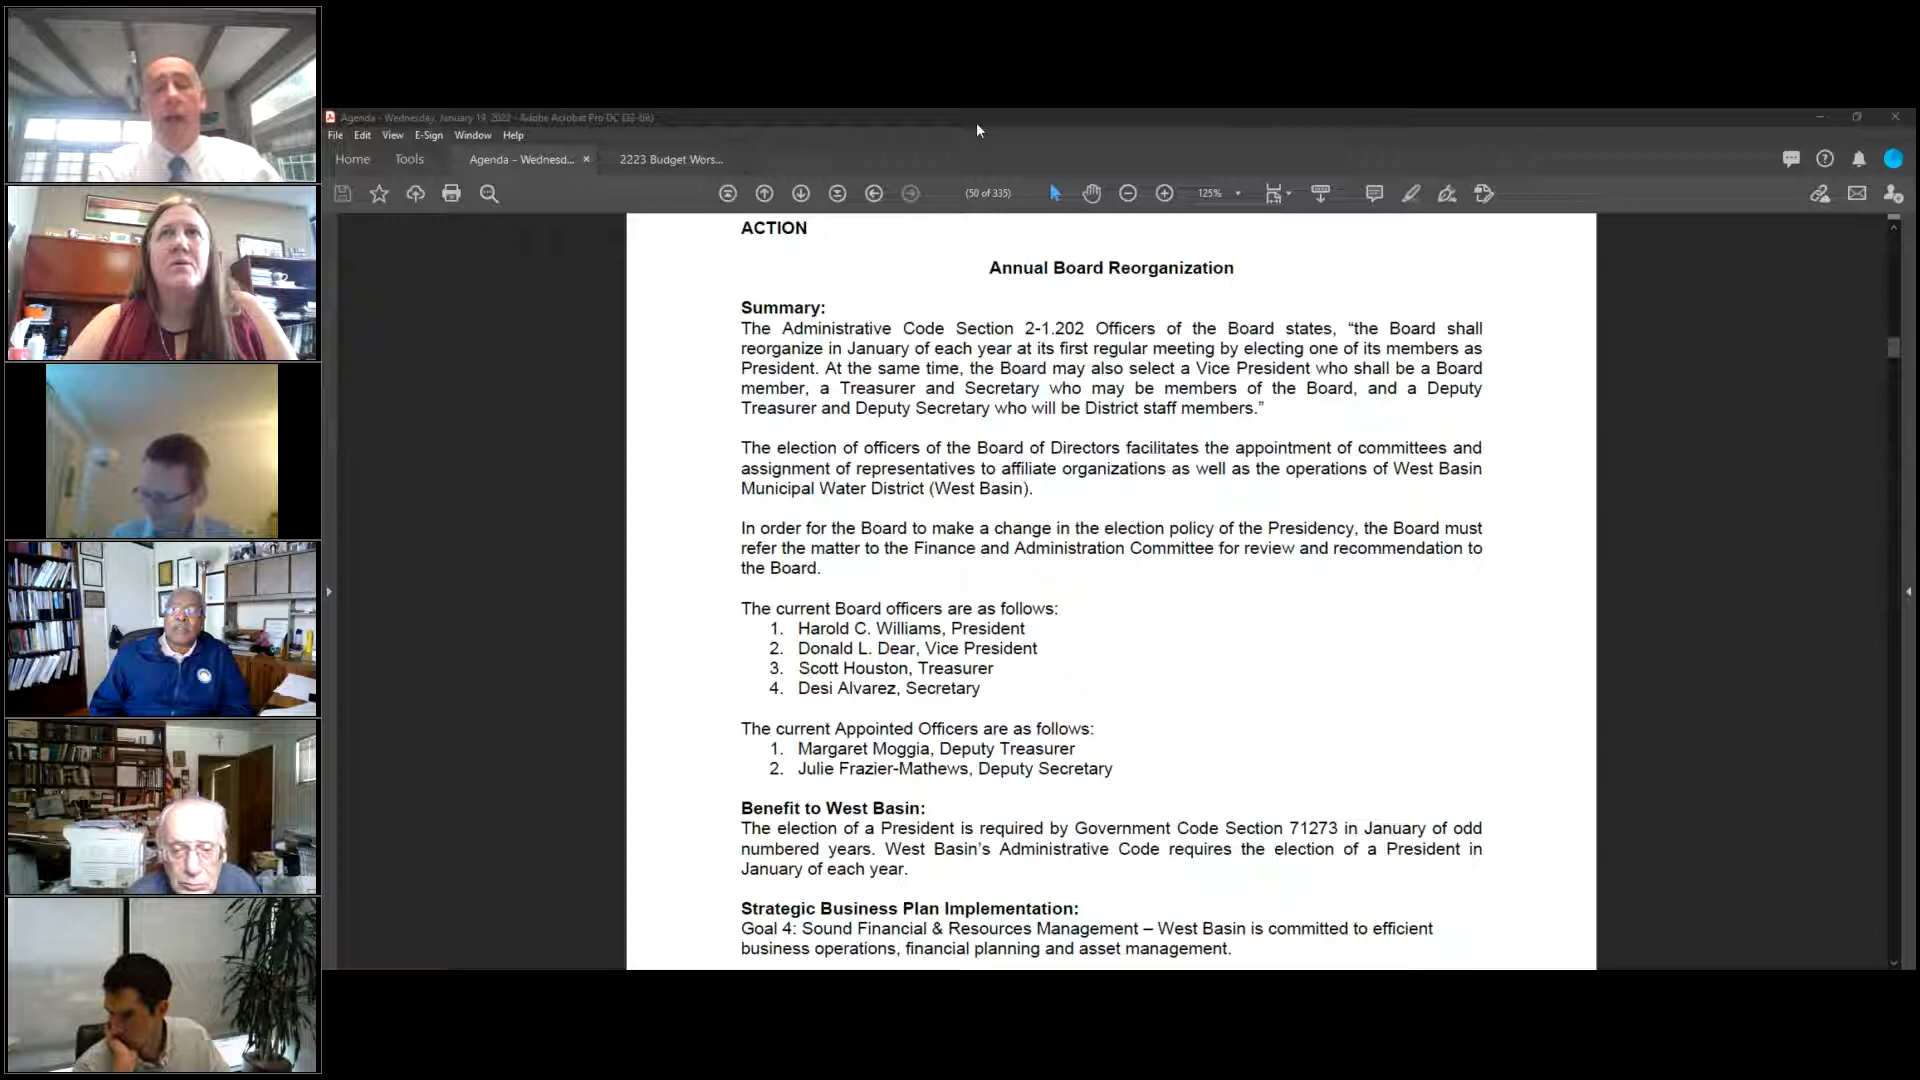 Agenda - Wednesday, January 19, 2022 - Adobe Acrobat Pro DC (32-bit)
File Edit View E-Sign Window Help
Home Tools Agenda - Wednesd... × 2223 Budget Wors...
(50 of 335) 125%
ACTION
Annual Board Reorganization
Summary:
The Administrative Code Section 2-1.202 Officers of the Board states, “the Board shall
reorganize in January of each year at its first regular meeting by electing one of its members as
President. At the same time, the Board may also select a Vice President who shall be a Board
member, a Treasurer and Secretary who may be members of the Board, and a Deputy
Treasurer and Deputy Secretary who will be District staff members.”
The election of officers of the Board of Directors facilitates the appointment of committees and
assignment of representatives to affiliate organizations as well as the operations of West Basin
Municipal Water District (West Basin).
In order for the Board to make a change in the election policy of the Presidency, the Board must
refer the matter to the Finance and Administration Committee for review and recommendation to
the Board.
The current Board officers are as follows:
1. Harold C. Williams, President
2. Donald L. Dear, Vice President
3. Scott Houston, Treasurer
4. Desi Alvarez, Secretary
The current Appointed Officers are as follows:
1. Margaret Moggia, Deputy Treasurer
2. Julie Frazier-Mathews, Deputy Secretary
Benefit to West Basin:
The election of a President is required by Government Code Section 71273 in January of odd
numbered years. West Basin’s Administrative Code requires the election of a President in
January of each year.
Strategic Business Plan Implementation:
Goal 4: Sound Financial & Resources Management – West Basin is committed to efficient
business operations, financial planning and asset management.